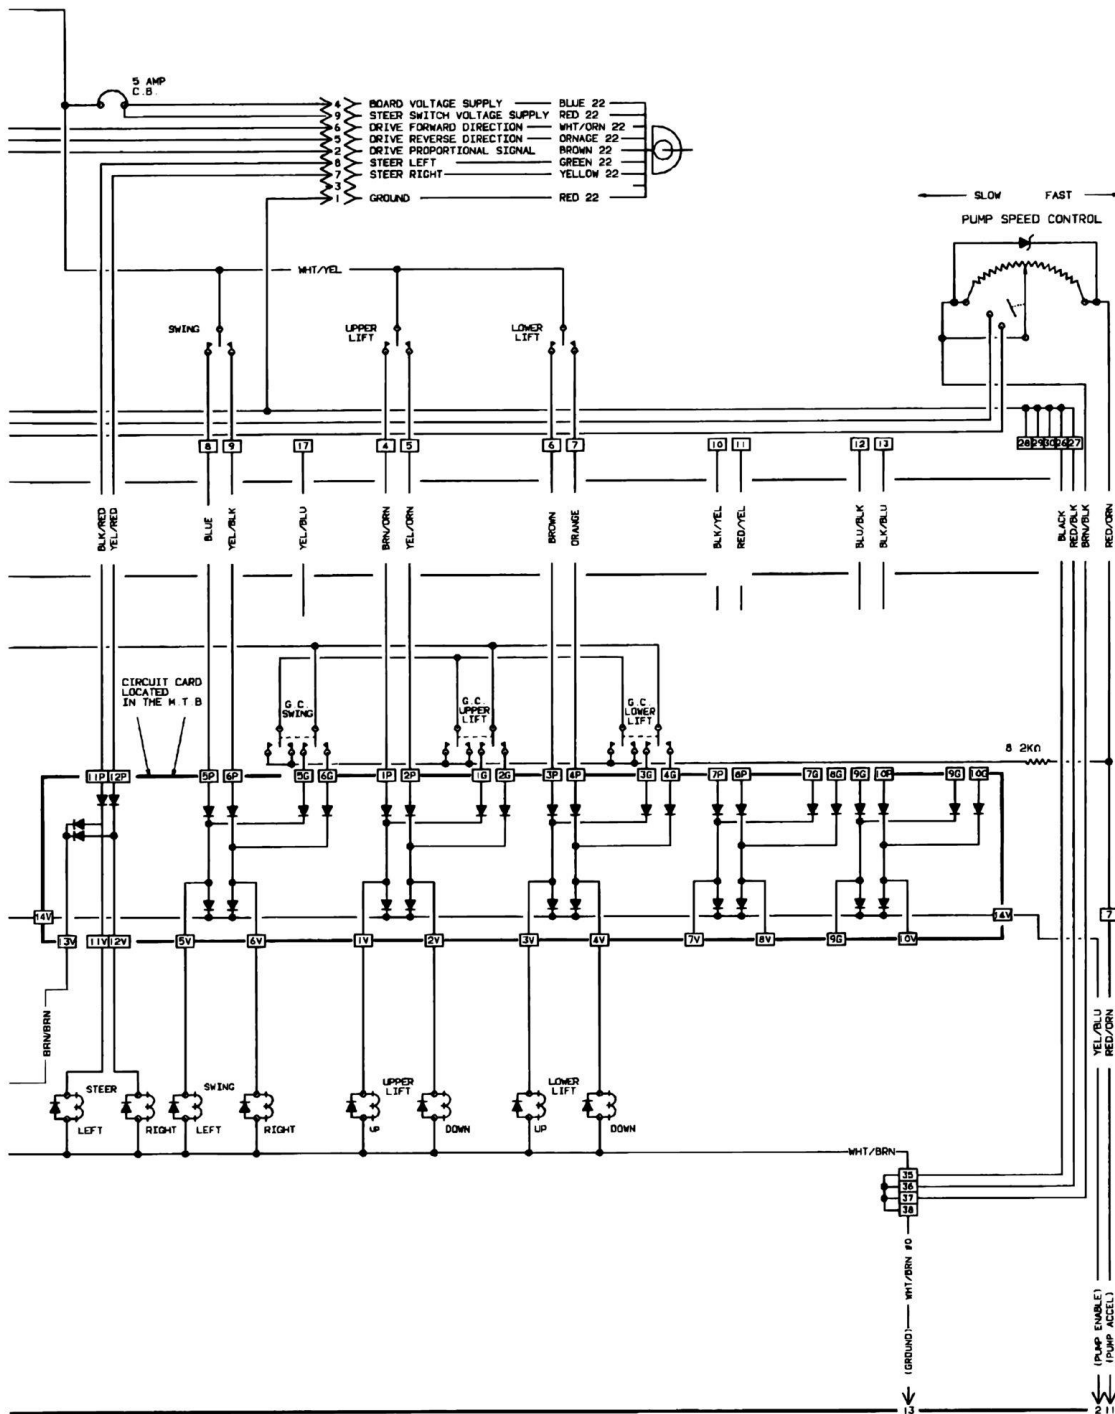 5 AMP
C.B.
4 BOARD VOLTAGE SUPPLY BLUE 22
9 STEER SWITCH VOLTAGE SUPPLY RED 22
6 DRIVE FORWARD DIRECTION WHT/ORN 22
5 DRIVE REVERSE DIRECTION ORNAGE 22
2 DRIVE PROPORTIONAL SIGNAL BROWN 22
8 STEER LEFT GREEN 22
7 STEER RIGHT YELLOW 22
3
1 GROUND RED 22
SLOW FAST
PUMP SPEED CONTROL
WHT/YEL
SWING
UPPER
LIFT
LOWER
LIFT
8 9 17 4 5 6 7 10 11 12 13 28 29 30 26 27
BLK/RED
YEL/RED
BLUE
YEL/BLK
YEL/BLU
BRN/ORN
YEL/ORN
BROWN
ORANGE
BLK/YEL
RED/YEL
BLU/BLK
BLK/BLU
BLACK
RED/BLK
BRN/BLK
RED/ORN
CIRCUIT CARD
LOCATED
IN THE M.T.B
G.C.
SWING
G.C.
UPPER
LIFT
G.C.
LOWER
LIFT
8 2KΩ
11P 12P 5P 6P 5G 6G 1P 2P 1G 2G 3P 4P 3G 4G 7P 8P 7G 8G 9G 10P 9G 10G
14V 14V 7
13V 11V 12V 5V 6V 1V 2V 3V 4V 7V 8V 9G 10V
BRN/BRN
YEL/BLU
RED/ORN
STEER
LEFT
RIGHT
SWING
LEFT
RIGHT
UPPER
LIFT
UP
DOWN
LOWER
LIFT
UP
DOWN
WHT/BRN
35
36
37
38
(GROUND) WHT/BRN #0
(PUMP ENABLE)
(PUMP ACCEL)
13 2 11